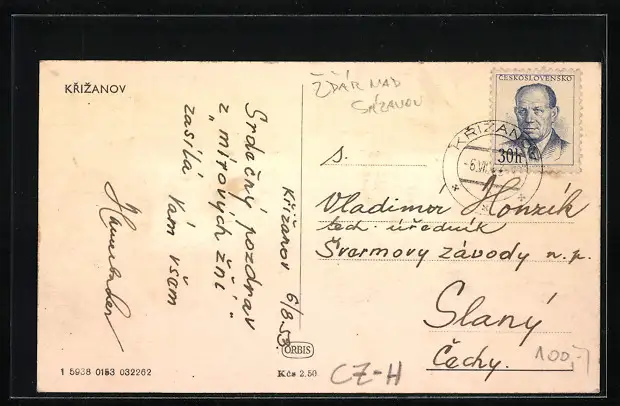 KŘIŽANOV
ŽĎÁR NAD
SÁZAVOU
ČESKOSLOVENSKO
30h
KŘIŽANOV
Křižanov 6/8.53.
Srdečný pozdrav
z „mírových žní"
zasílá Vám všem
s.
Vladimír Honzík
tech. úředník
Švermovy závody n.p.
Slaný
Čechy.
100,-
ORBIS
Kčs 2.50
CZ-H
1 5938 0153 032262